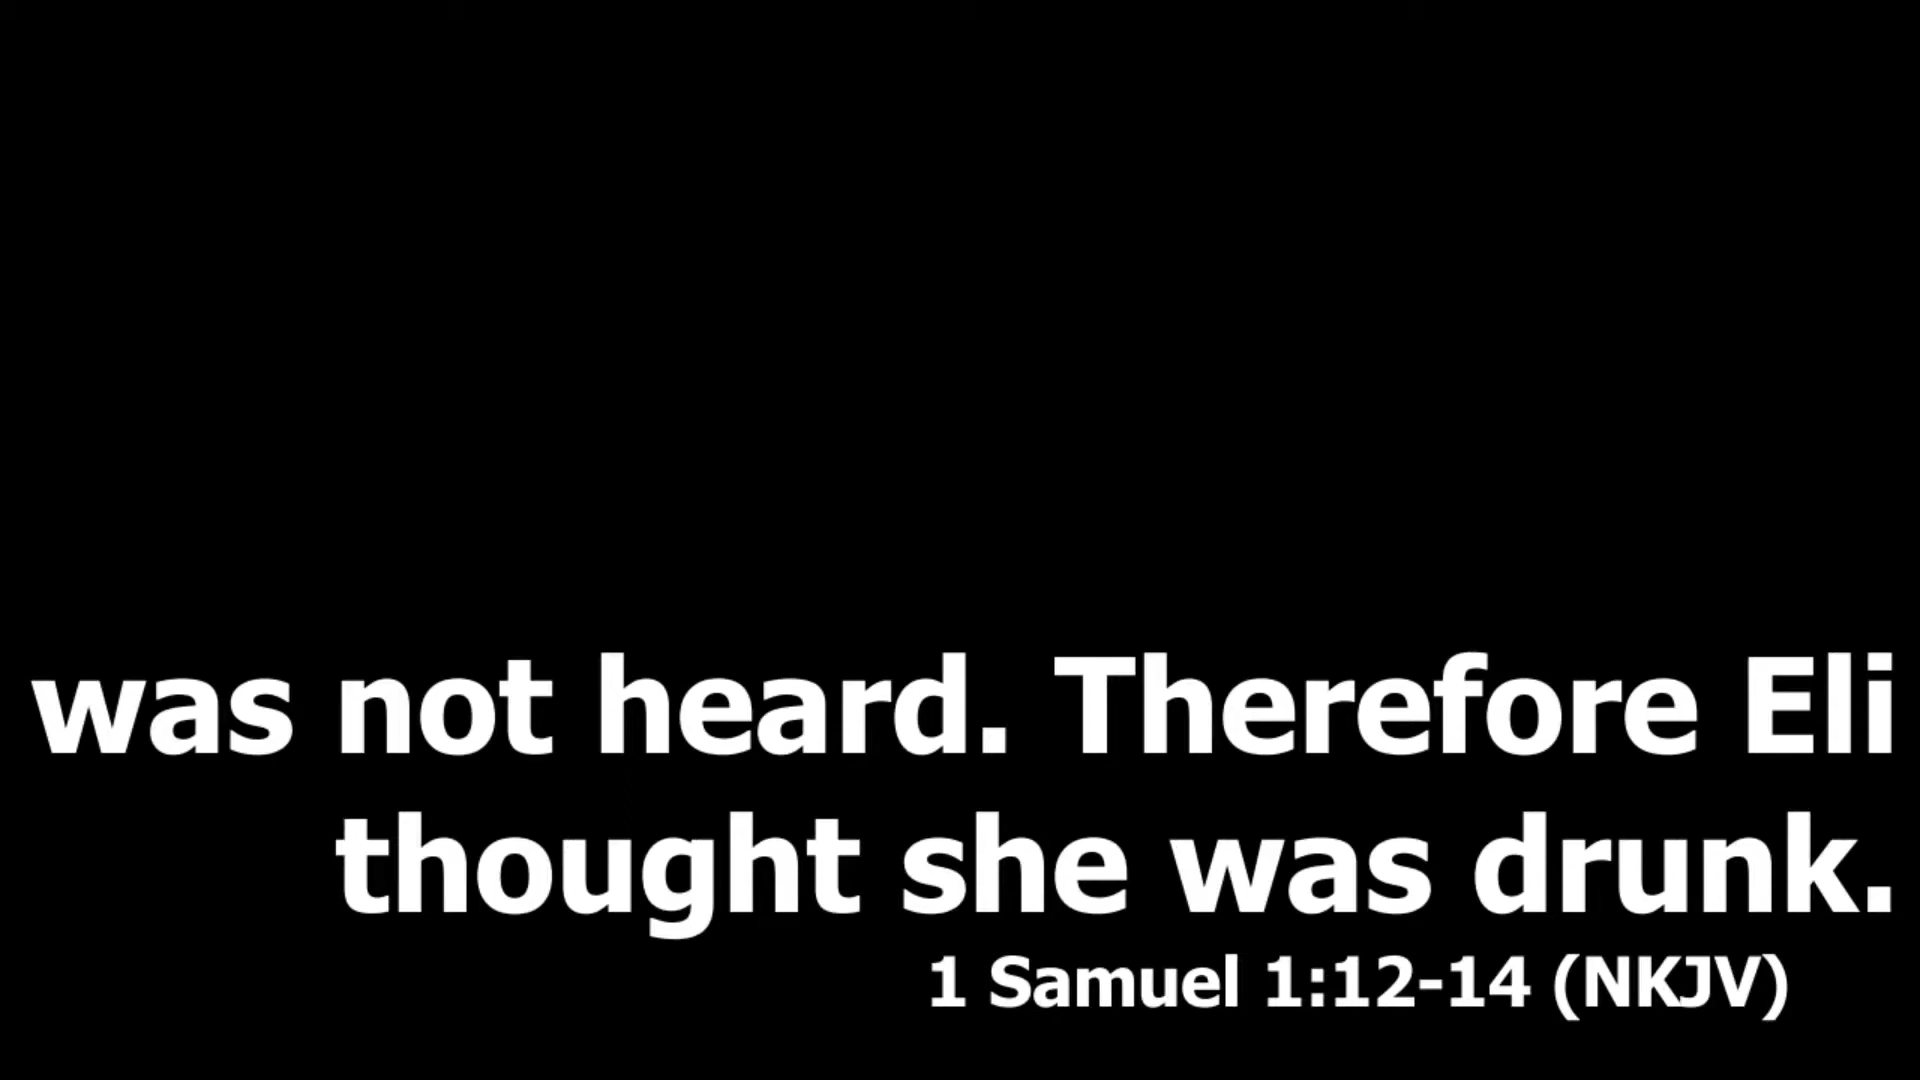 was not heard. Therefore Eli
thought she was drunk.
1 Samuel 1:12-14 (NKJV)